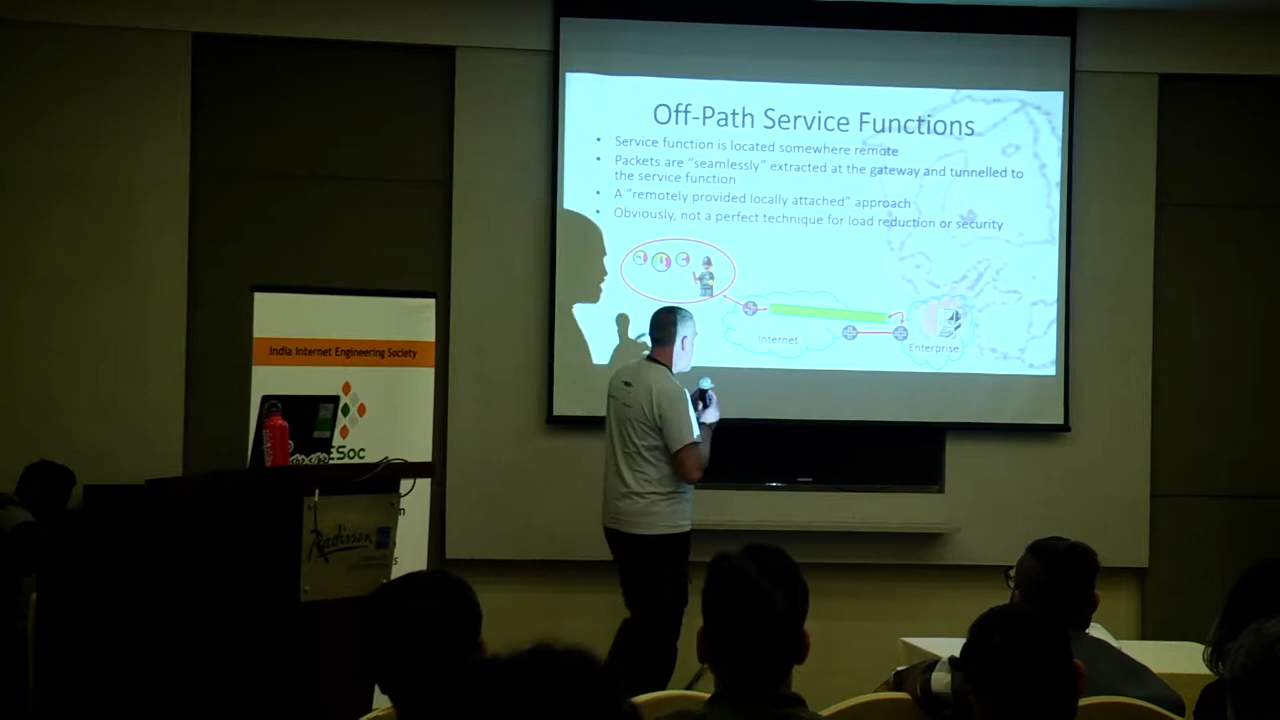 Off-Path Service Functions
• Service function is located somewhere remote
• Packets are “seamlessly” extracted at the gateway and tunnelled to
the service function
• A “remotely provided locally attached” approach
• Obviously, not a perfect technique for load reduction or security
Internet
Enterprise
India Internet Engineering Society
ESoc
Radisson